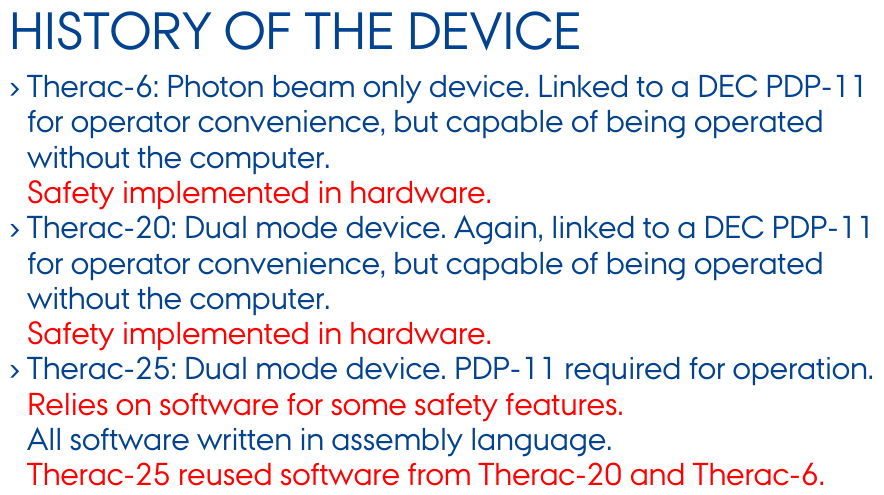 HISTORY OF THE DEVICE
› Therac-6: Photon beam only device. Linked to a DEC PDP-11
for operator convenience, but capable of being operated
without the computer.
Safety implemented in hardware.
› Therac-20: Dual mode device. Again, linked to a DEC PDP-11
for operator convenience, but capable of being operated
without the computer.
Safety implemented in hardware.
› Therac-25: Dual mode device. PDP-11 required for operation.
Relies on software for some safety features.
All software written in assembly language.
Therac-25 reused software from Therac-20 and Therac-6.